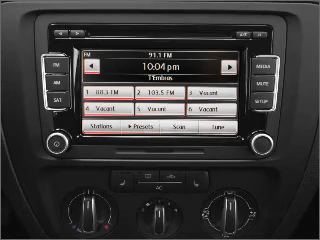 91.1 FM
FM
10:04 pm
MEDIA
AM
T'Embras
MUTE
1 88.3 FM
2 103.5 FM
3 Vacant
SAT
SETUP
4 Vacant
5 Vacant
6 Vacant
Stations
Presets
Scan
Tune
AC